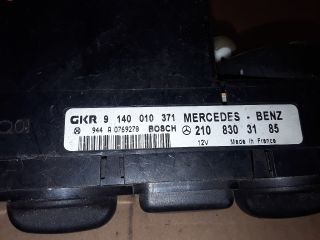 GKR 9 140 010 371 MERCEDES - BENZ
944 A 0769278 BOSCH 210 830 31 85
12V Made in France